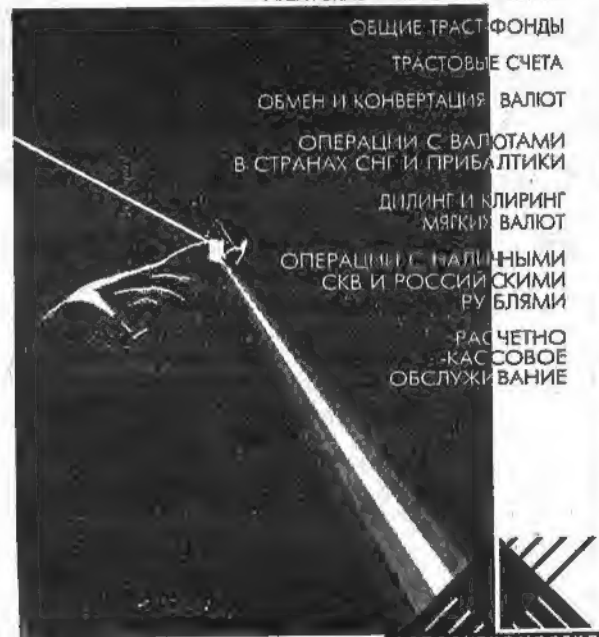 ОБЩИЕ ТРАСТ-ФОНДЫ
ТРАСТОВЫЕ СЧЕТА
ОБМЕН И КОНВЕРТАЦИЯ ВАЛЮТ
ОПЕРАЦИИ С ВАЛЮТАМИ
В СТРАНАХ СНГ И ПРИБАЛТИКИ
ДИЛИНГ И КЛИРИНГ
МЯГКИХ ВАЛЮТ
ОПЕРАЦИИ С НАЛИЧНЫМИ
СКВ И РОССИЙСКИМИ
РУБЛЯМИ
РАСЧЕТНО
-КАССОВОЕ
ОБСЛУЖИВАНИЕ